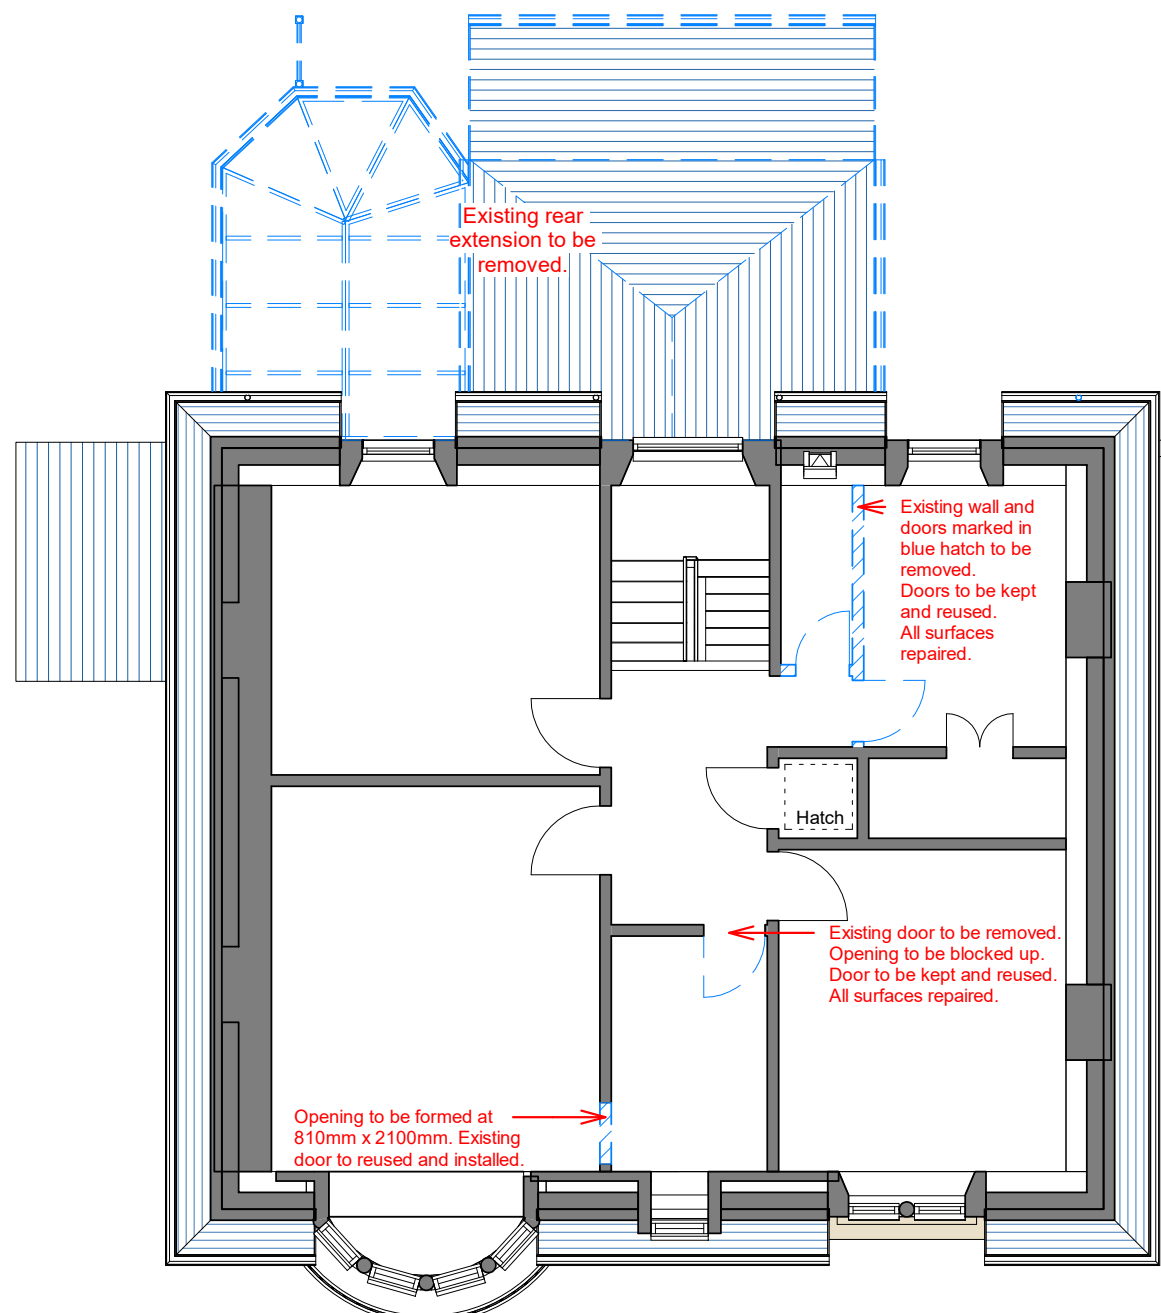 Existing rear
extension to be
removed.
Existing wall and
doors marked in
blue hatch to be
removed.
Doors to be kept
and reused.
All surfaces
repaired.
Hatch
Existing door to be removed.
Opening to be blocked up.
Door to be kept and reused.
All surfaces repaired.
Opening to be formed at
810mm x 2100mm. Existing
door to reused and installed.